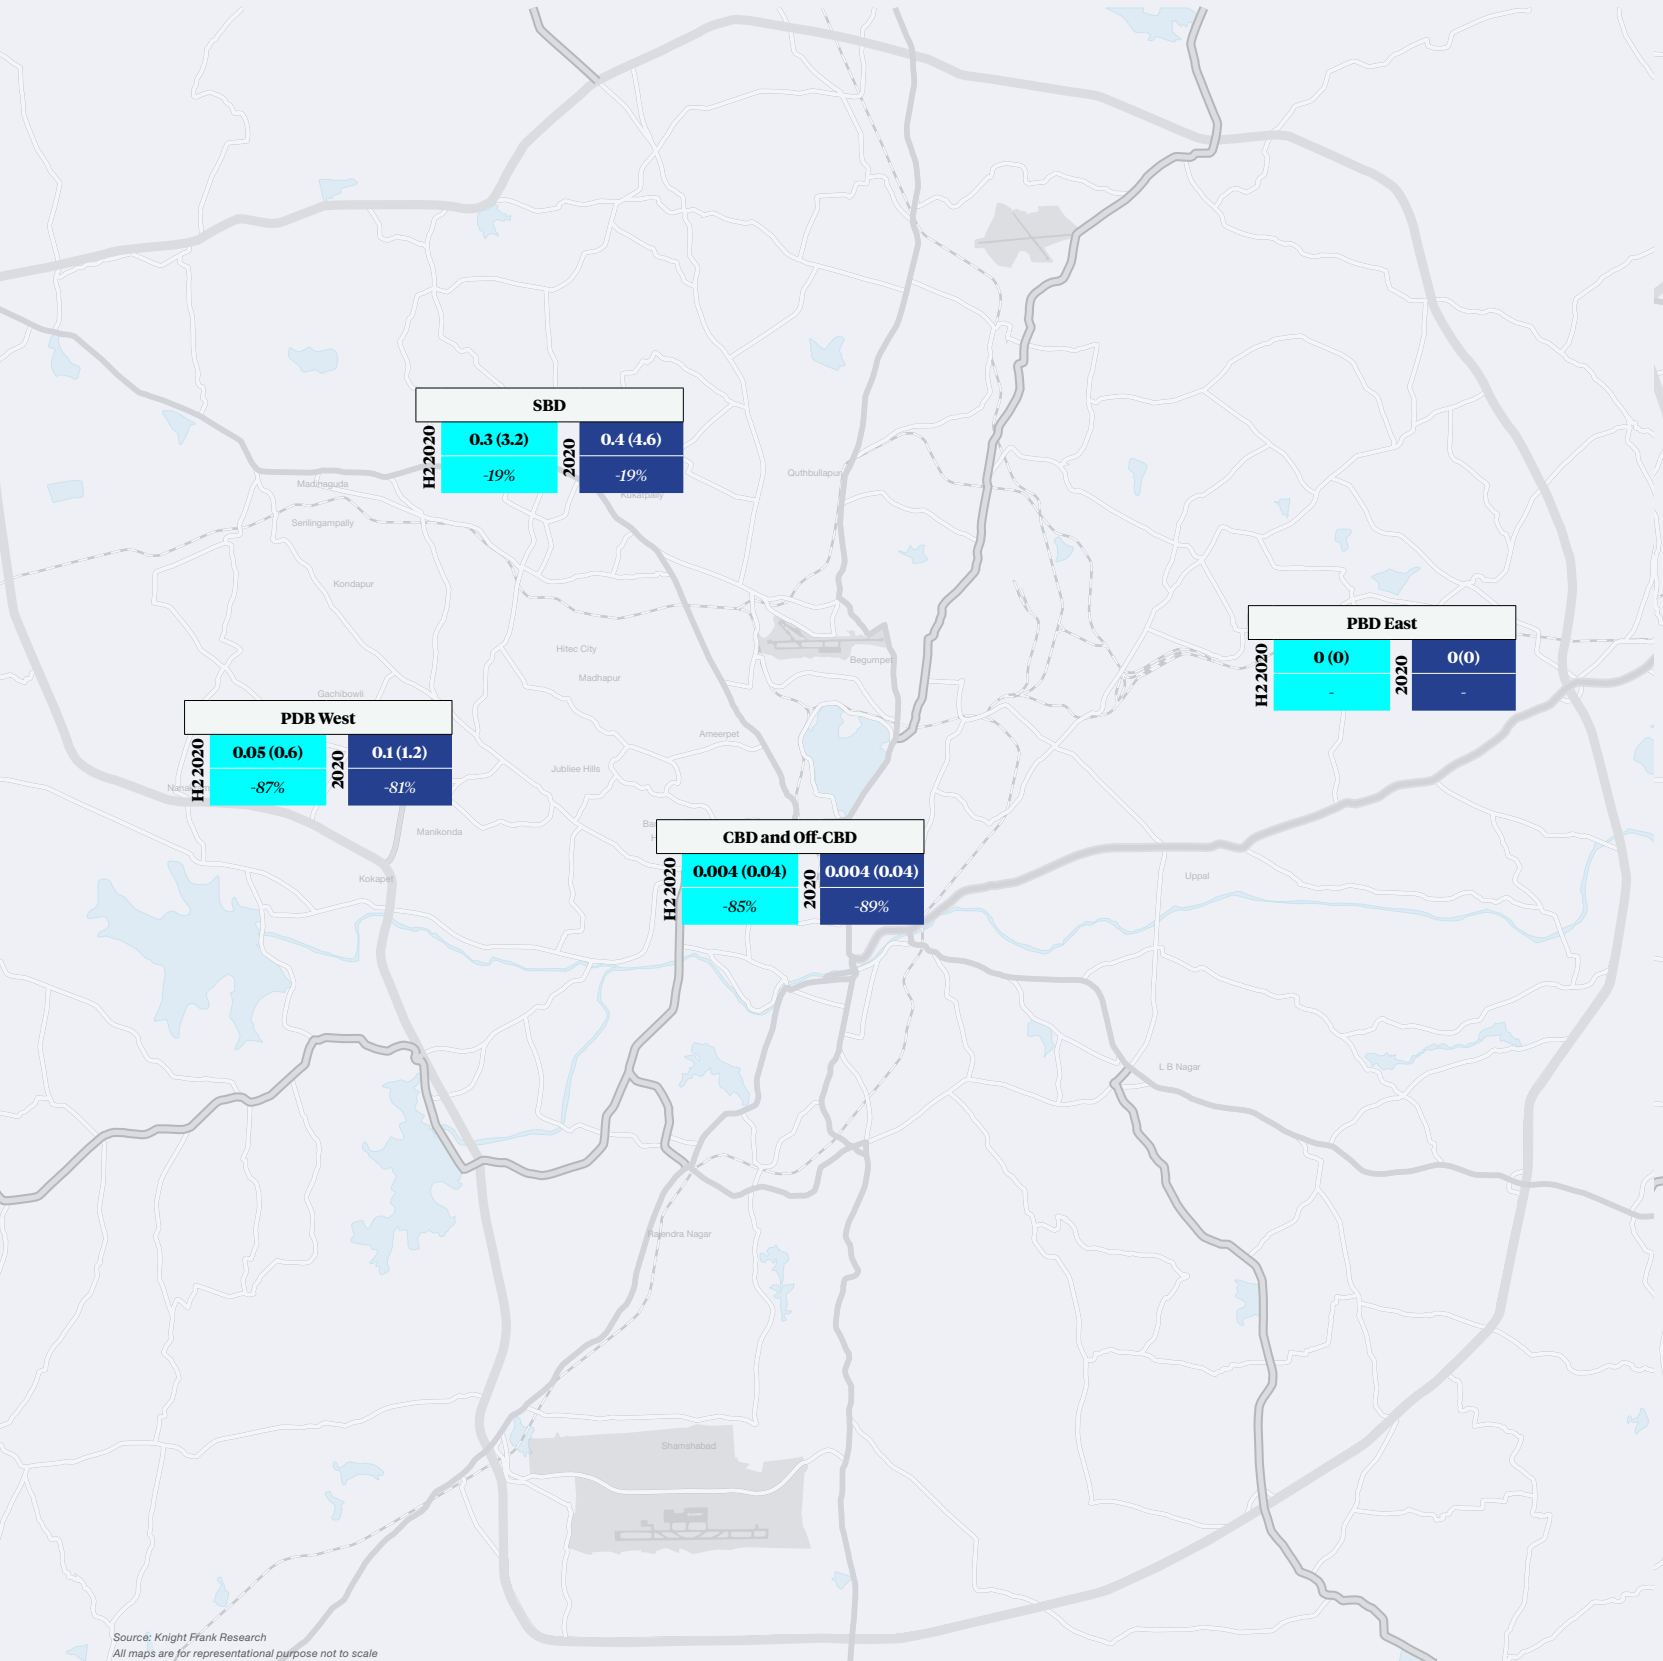 SBD
H2 2020
0.3 (3.2)
-19%
2020
0.4 (4.6)
-19%
Quthbullapur
Madinaguda
Kukatpally
Serilingampally
Kondapur
PBD East
H2 2020
0 (0)
-
2020
0(0)
-
Hitec City
Begumpet
Madhapur
Gachibowli
PDB West
H2 2020
0.05 (0.6)
-87%
2020
0.1 (1.2)
-81%
Ameerpet
Jubliee Hills
Manikonda
CBD and Off-CBD
H2 2020
0.004 (0.04)
-85%
2020
0.004 (0.04)
-89%
Kokapet
Uppal
L B Nagar
Rajendra Nagar
Shamshabad
Source: Knight Frank Research
All maps are for representational purpose not to scale